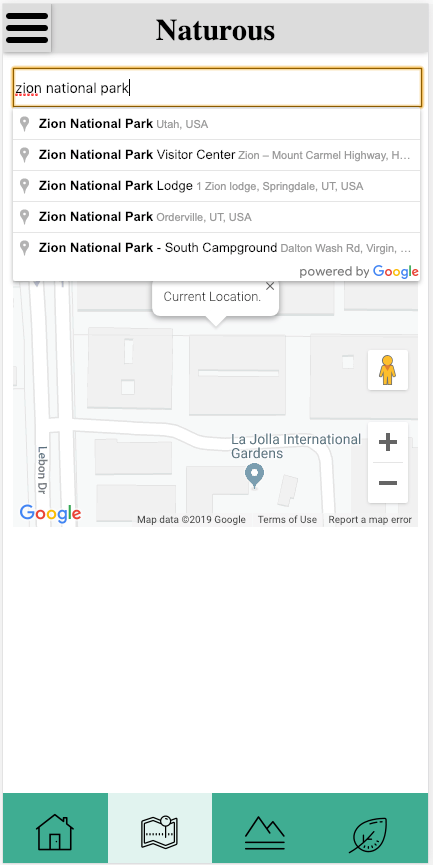 Naturous
zion national park
Zion National Park Utah, USA
Zion National Park Visitor Center Zion – Mount Carmel Highway, H...
Zion National Park Lodge 1 Zion lodge, Springdale, UT, USA
Zion National Park Orderville, UT, USA
Zion National Park - South Campground Dalton Wash Rd, Virgin, ...
powered by Google
Current Location.
×
La Jolla International
Gardens
Lebon Dr
+
−
Google
Map data ©2019 Google Terms of Use Report a map error